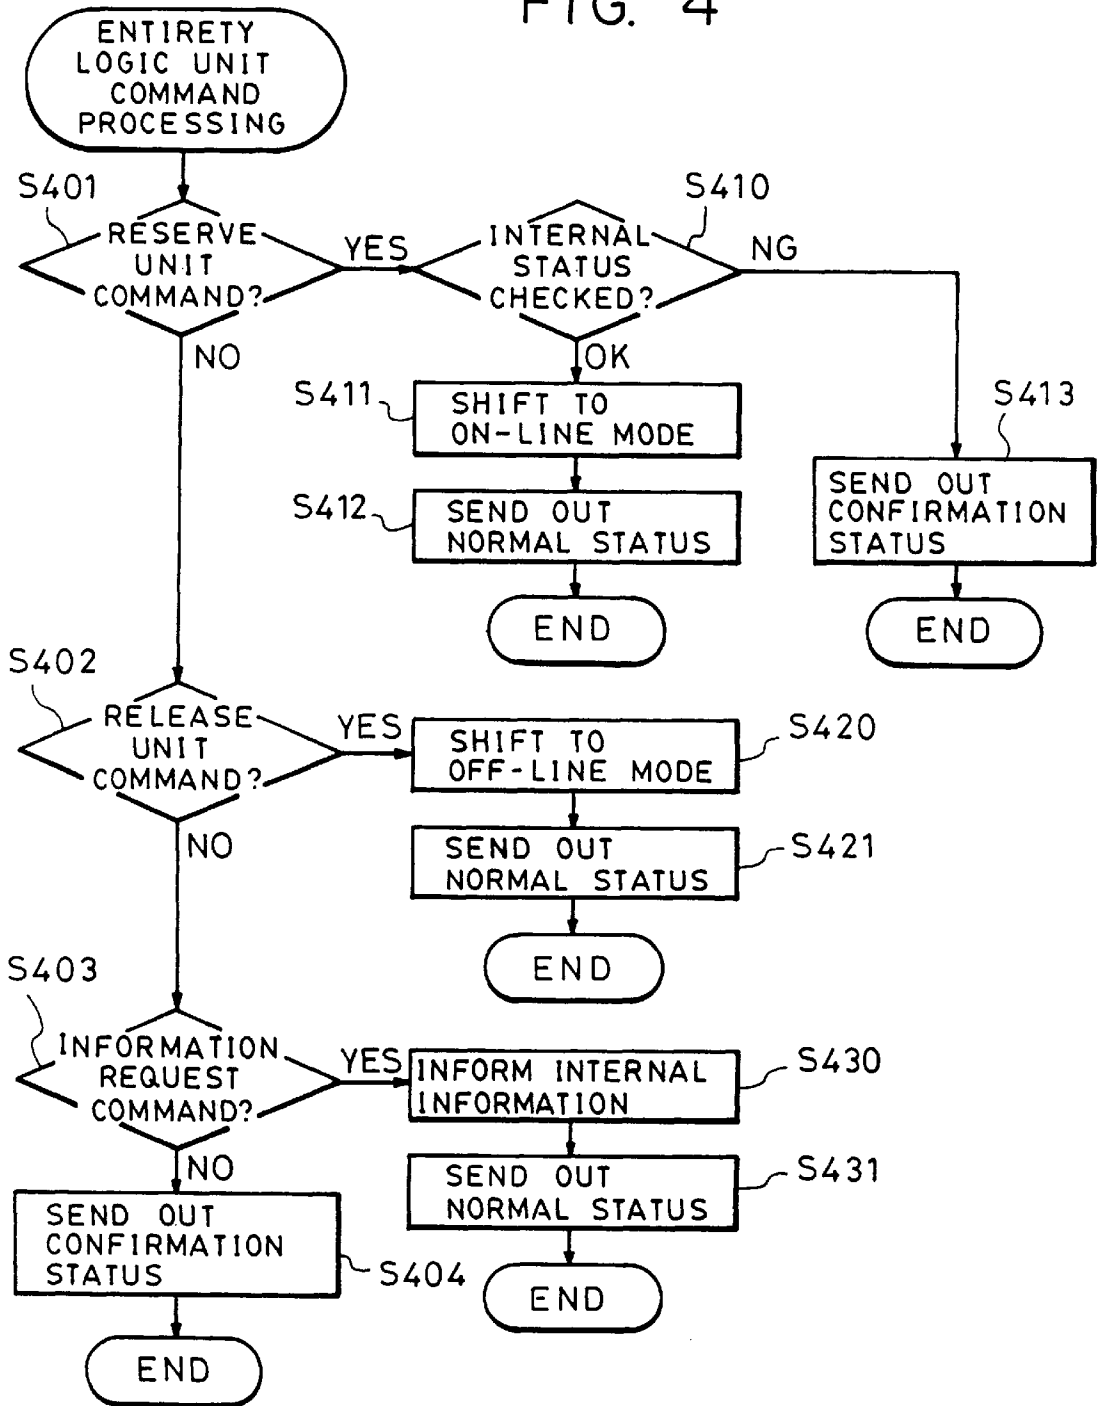 FIG. 4
ENTIRETY
LOGIC UNIT
COMMAND
PROCESSING
S401
RESERVE
UNIT
COMMAND?
YES
NO
S410
INTERNAL
STATUS
CHECKED?
NG
OK
S411
SHIFT TO
ON-LINE MODE
S412
SEND OUT
NORMAL STATUS
END
S413
SEND OUT
CONFIRMATION
STATUS
END
S402
RELEASE
UNIT
COMMAND?
YES
NO
S420
SHIFT TO
OFF-LINE MODE
S421
SEND OUT
NORMAL STATUS
END
S403
INFORMATION
REQUEST
COMMAND?
YES
NO
S430
INFORM INTERNAL
INFORMATION
S431
SEND OUT
NORMAL STATUS
END
SEND OUT
CONFIRMATION
STATUS
S404
END